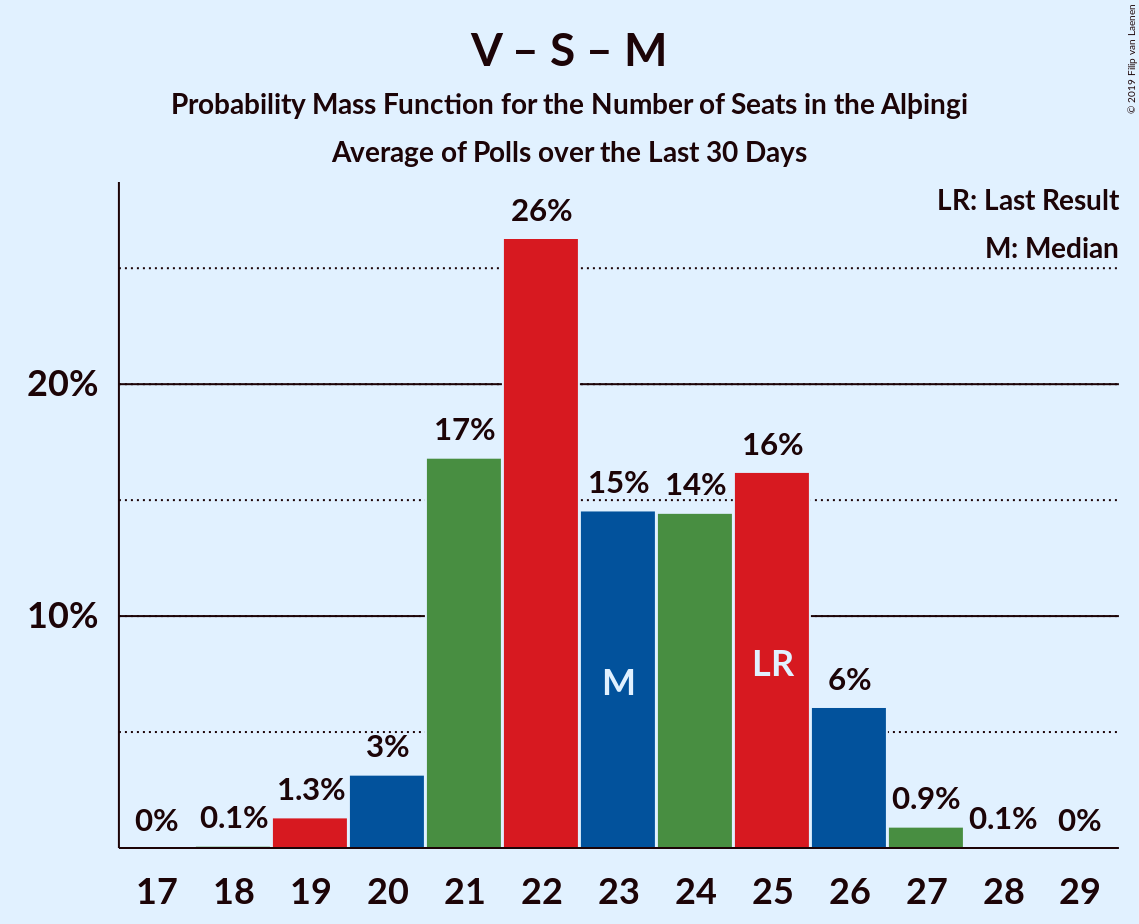 V – S – M
Probability Mass Function for the Number of Seats in the Alþingi
Average of Polls over the Last 30 Days
© 2019 Filip van Laenen
LR: Last Result
M: Median
20%
10%
0%
0.1%
1.3%
3%
17%
26%
15%
14%
16%
6%
0.9%
0.1%
0%
M
LR
17 18 19 20 21 22 23 24 25 26 27 28 29